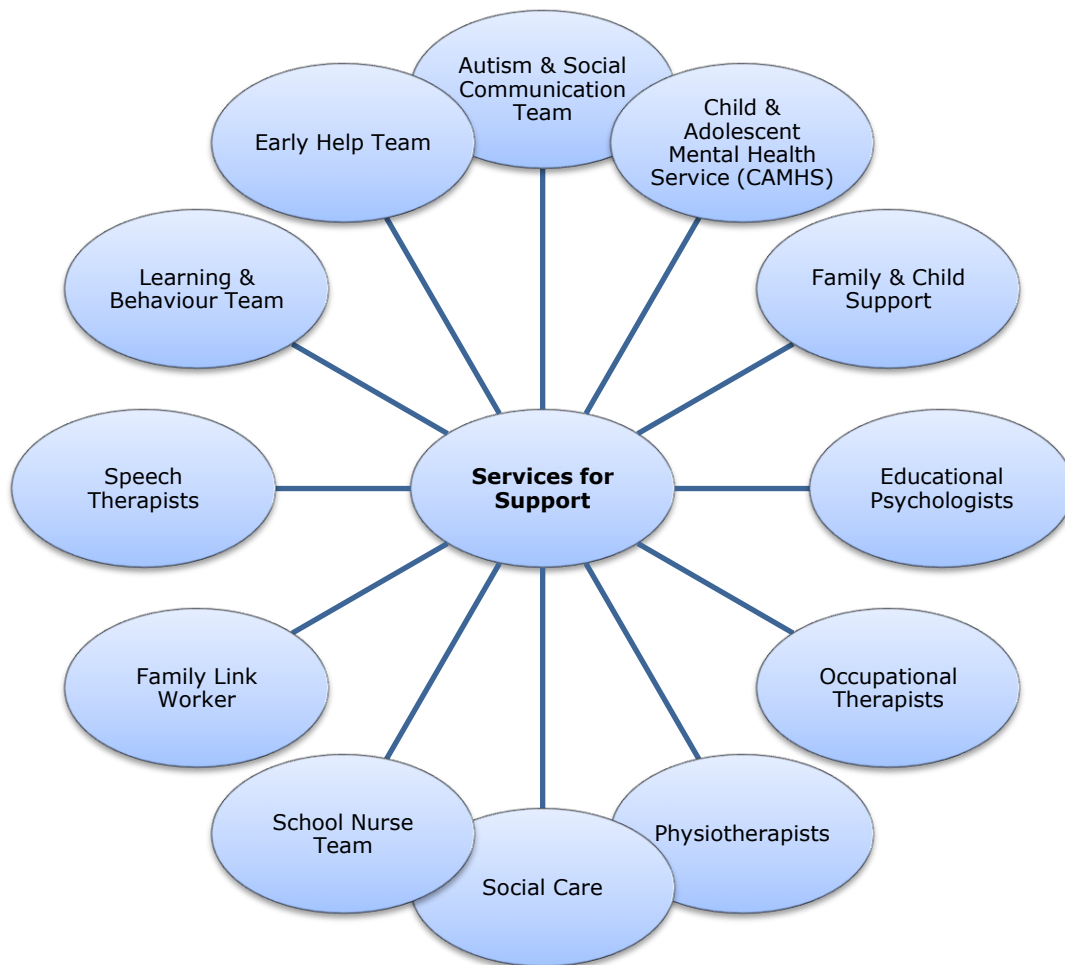 Autism & Social
Communication
Team
Child &
Adolescent
Mental Health
Service (CAMHS)
Family & Child
Support
Educational
Psychologists
Occupational
Therapists
Physiotherapists
Social Care
School Nurse
Team
Family Link
Worker
Speech
Therapists
Learning &
Behaviour Team
Early Help Team
Services for
Support